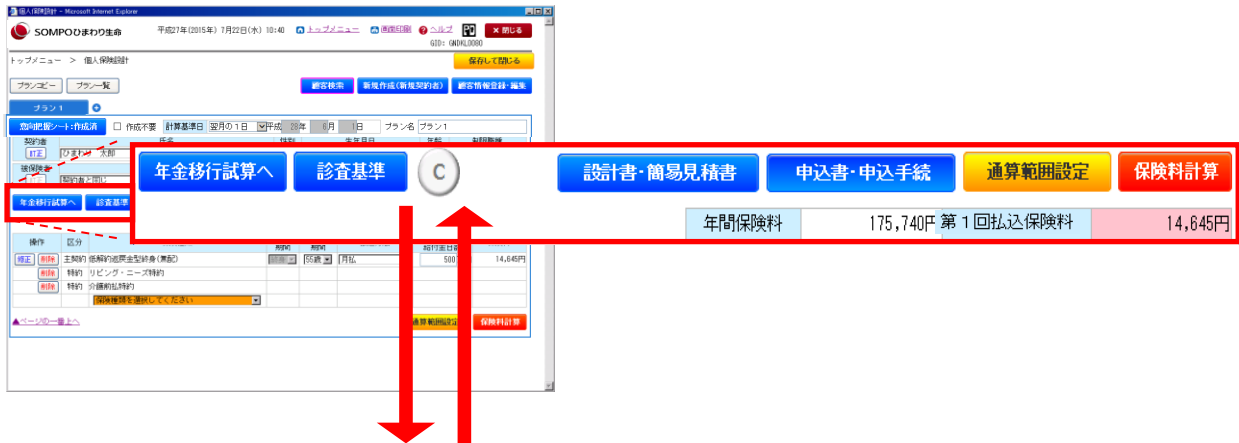 個人保険設計 - Microsoft Internet Explorer
SOMPOひまわり生命 平成27年(2015年) 7月22日(水) 10:40 トップメニュー 画面印刷 ヘルプ × 閉じる
GID: GNDKL0080
トップメニュー > 個人保険設計 保存して閉じる
プランコピー プラン一覧 顧客検索 新規作成(新規契約者) 顧客情報登録・編集
プラン1
意向把握シート:作成済 作成不要 計算基準日 翌月の1日 平成 28年 8月 1日 プラン名 プラン1
契約者 氏名 性別 生年月日 年齢
訂正 ひまわり 太郎
被保険者
契約者と同じ
年金移行試算へ 診査基準 C 設計書・簡易見積書 申込書・申込手続 通算範囲設定 保険料計算
年間保険料 175,740円 第1回払込保険料 14,645円
年金移行試算へ 診査基準
操作 区分 期間 期間
修正 削除 主契約 低解約返戻金型終身(無配) 55歳 月払 500 14,645円
削除 特約 リビング・ニーズ特約
削除 特約 介護前払特約
保険種類を選択してください
▲ページの一番上へ 通算範囲設定 保険料計算